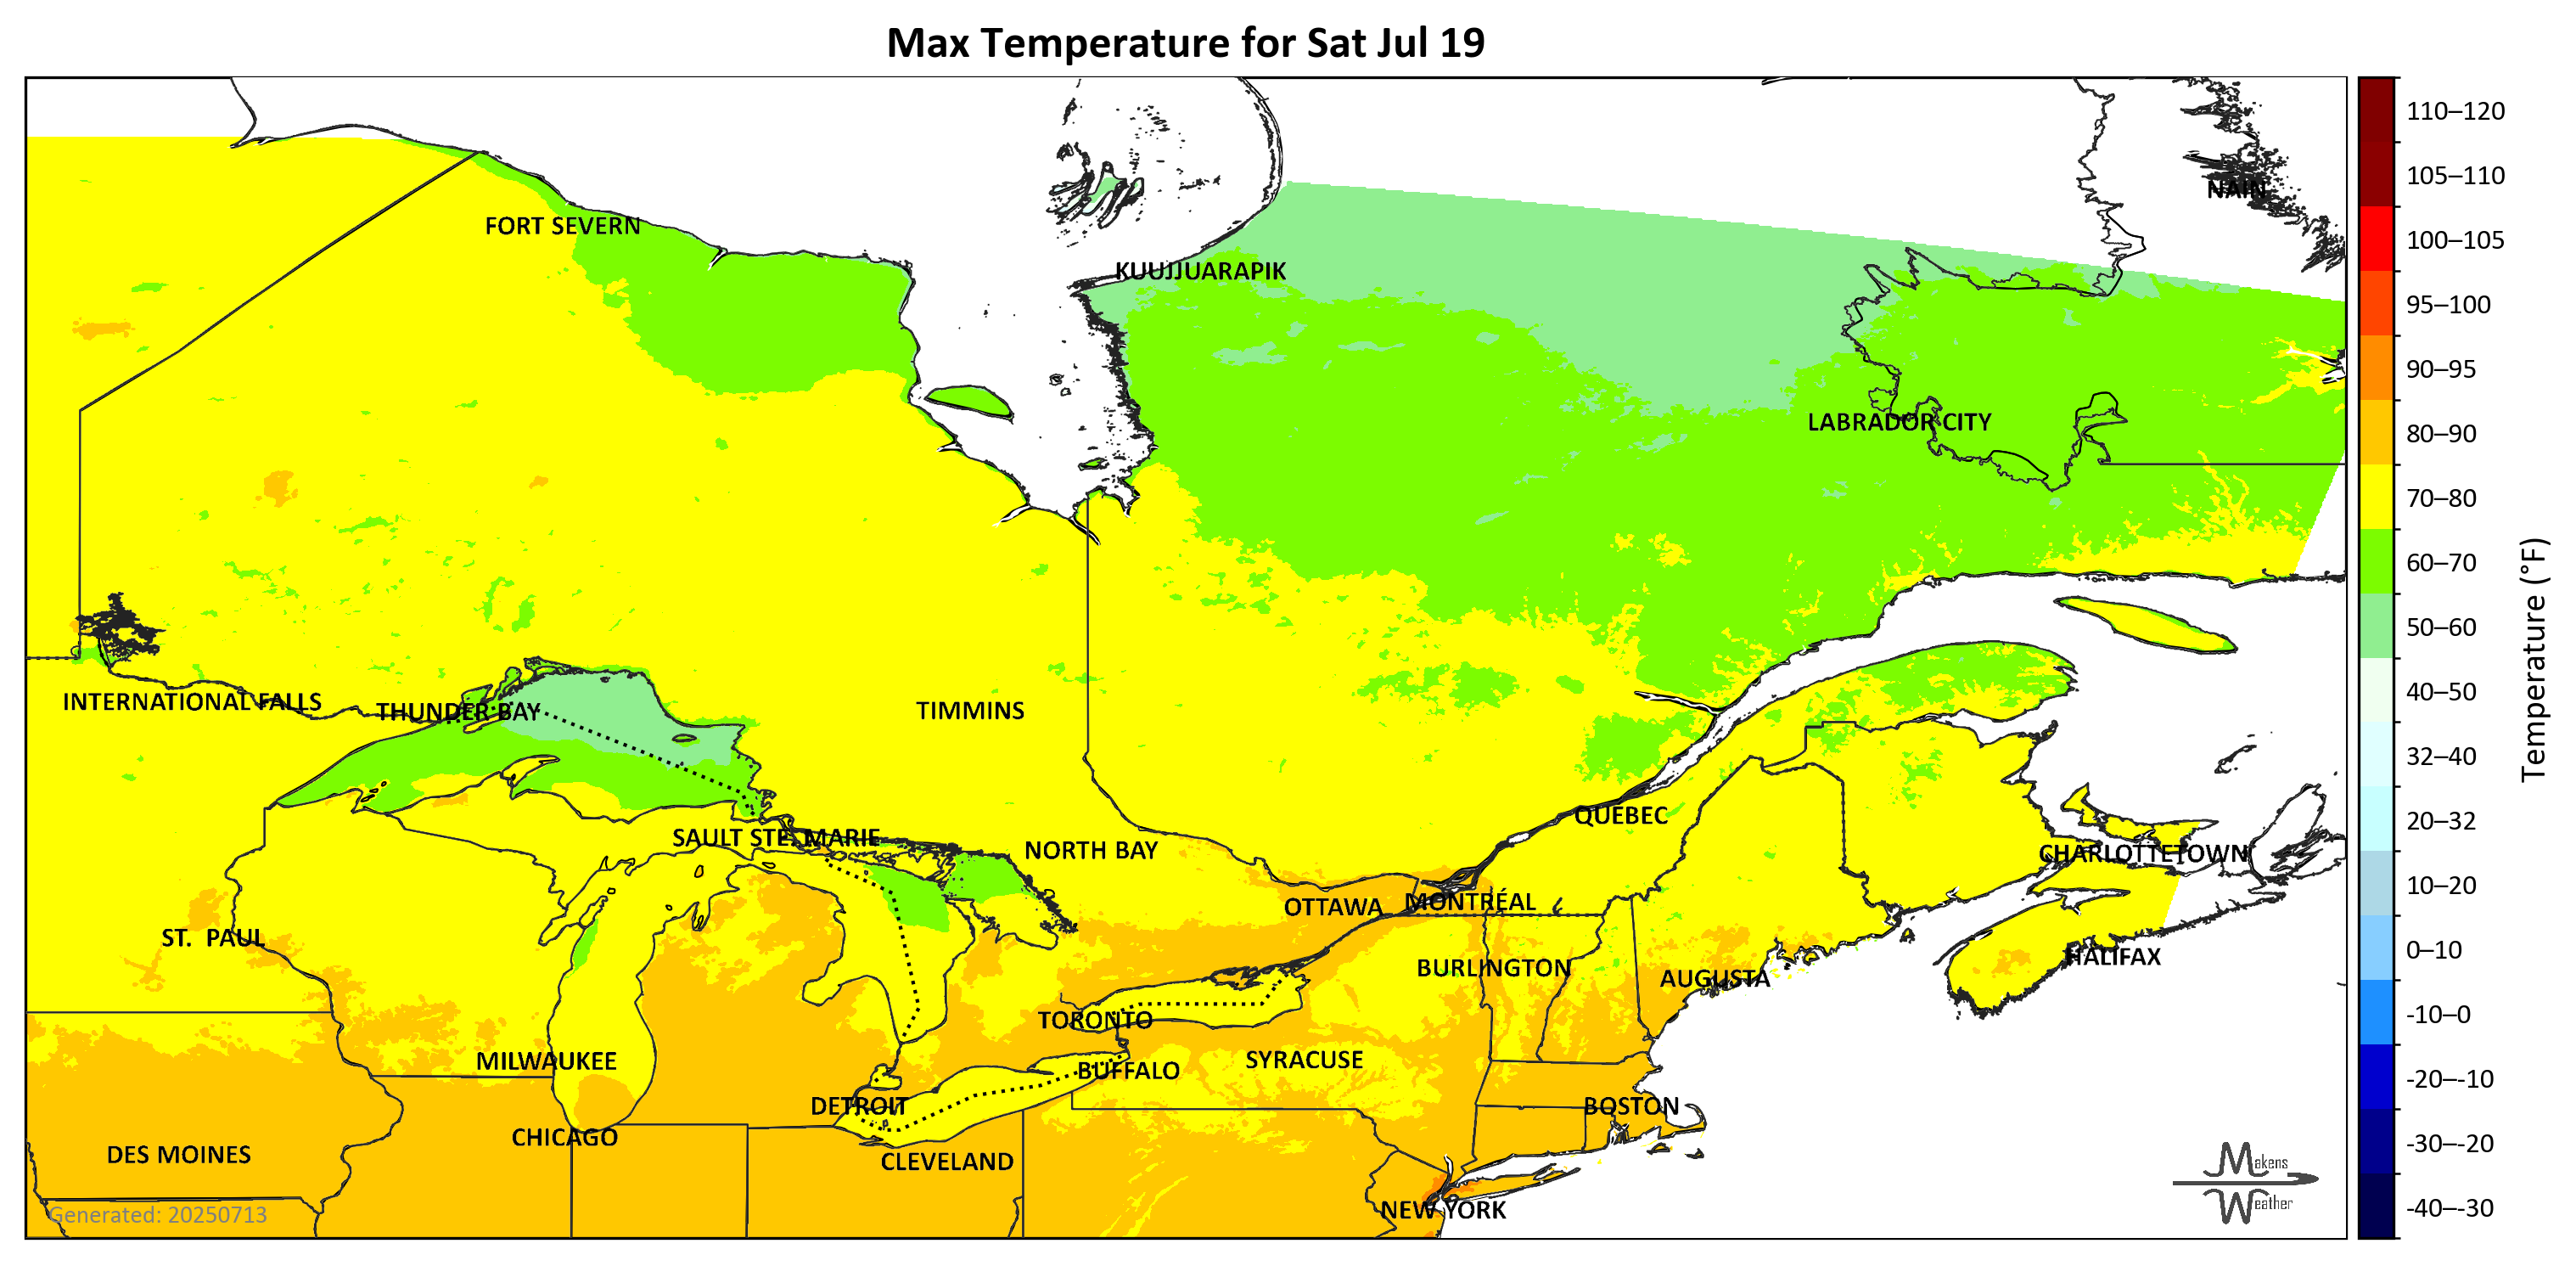 Max Temperature for Sat Jul 19
NAIN
FORT SEVERN
KUUJJUARAPIK
LABRADOR CITY
INTERNATIONAL FALLS
THUNDER BAY
TIMMINS
SAULT STE. MARIE
NORTH BAY
QUÉBEC
CHARLOTTETOWN
OTTAWA
MONTRÉAL
ST.  PAUL
BURLINGTON
AUGUSTA
HALIFAX
TORONTO
MILWAUKEE
BUFFALO
SYRACUSE
DETROIT
BOSTON
CHICAGO
CLEVELAND
DES MOINES
NEW YORK
Generated: 20250713
Makens
Weather
110–120
105–110
100–105
95–100
90–95
80–90
70–80
60–70
50–60
40–50
32–40
20–32
10–20
0–10
-10–0
-20–-10
-30–-20
-40–-30
Temperature (°F)